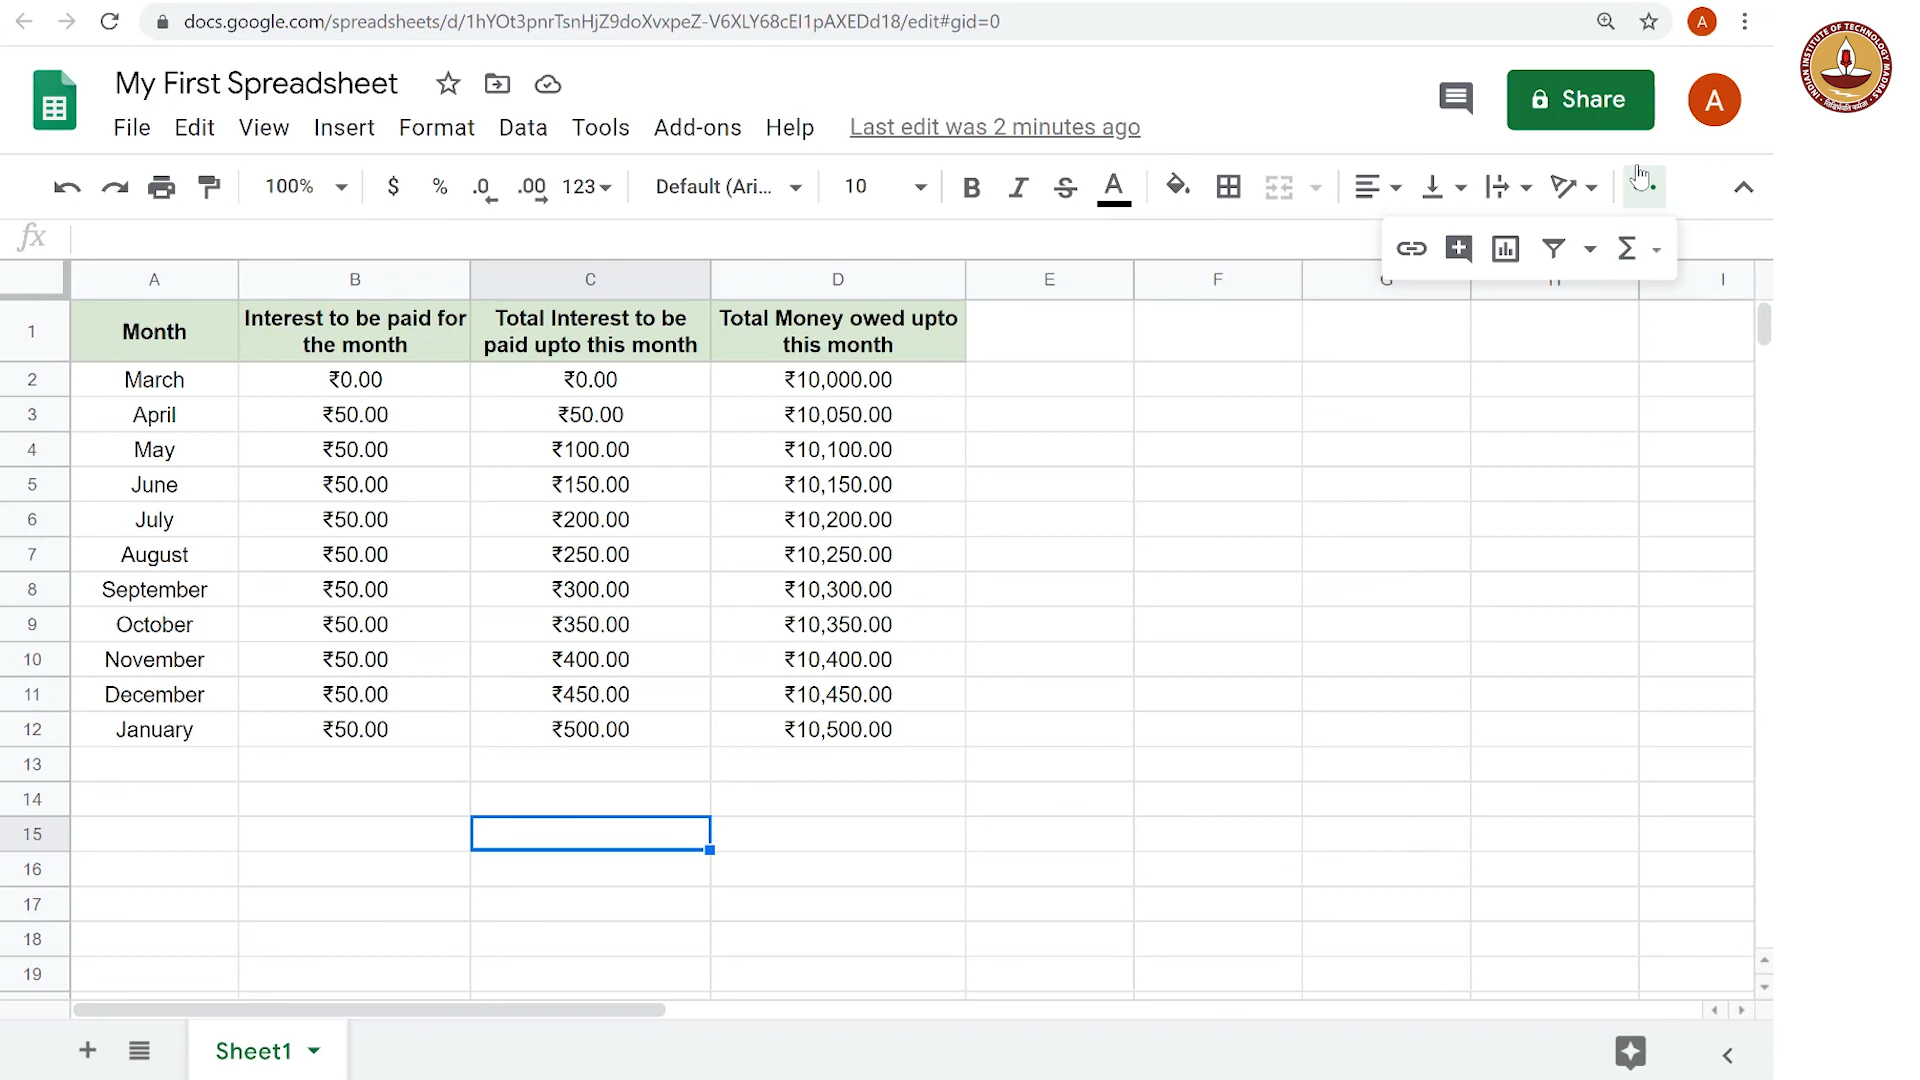 docs.google.com/spreadsheets/d/1hYOt3pnrTsnHjZ9doXvxpeZ-V6XLY68cEI1pAXEDd18/edit#gid=0
A
INDIAN INSTITUTE OF TECHNOLOGY MADRAS
My First Spreadsheet
Share
A
File Edit View Insert Format Data Tools Add-ons Help Last edit was 2 minutes ago
100% $ % .0 .00 123 Default (Ari... 10 B I S A
fx
A B C D E F G H I
1 Month Interest to be paid for the month Total Interest to be paid upto this month Total Money owed upto this month
2 March ₹0.00 ₹0.00 ₹10,000.00
3 April ₹50.00 ₹50.00 ₹10,050.00
4 May ₹50.00 ₹100.00 ₹10,100.00
5 June ₹50.00 ₹150.00 ₹10,150.00
6 July ₹50.00 ₹200.00 ₹10,200.00
7 August ₹50.00 ₹250.00 ₹10,250.00
8 September ₹50.00 ₹300.00 ₹10,300.00
9 October ₹50.00 ₹350.00 ₹10,350.00
10 November ₹50.00 ₹400.00 ₹10,400.00
11 December ₹50.00 ₹450.00 ₹10,450.00
12 January ₹50.00 ₹500.00 ₹10,500.00
13
14
15
16
17
18
19
Sheet1